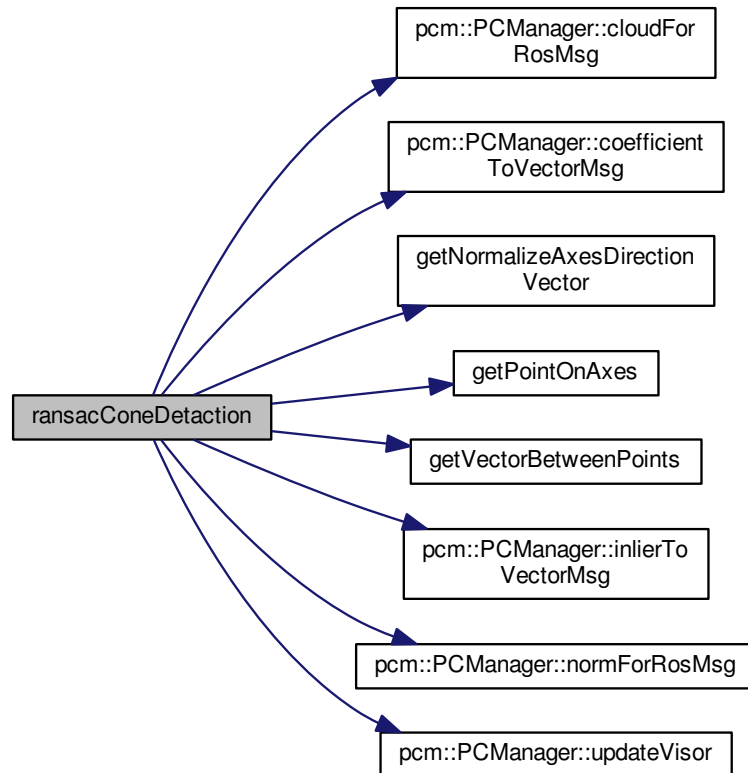 pcm::PCManager::cloudFor
RosMsg
pcm::PCManager::coefficient
ToVectorMsg
getNormalizeAxesDirection
Vector
getPointOnAxes
ransacConeDetaction
getVectorBetweenPoints
pcm::PCManager::inlierTo
VectorMsg
pcm::PCManager::normForRosMsg
pcm::PCManager::updateVisor